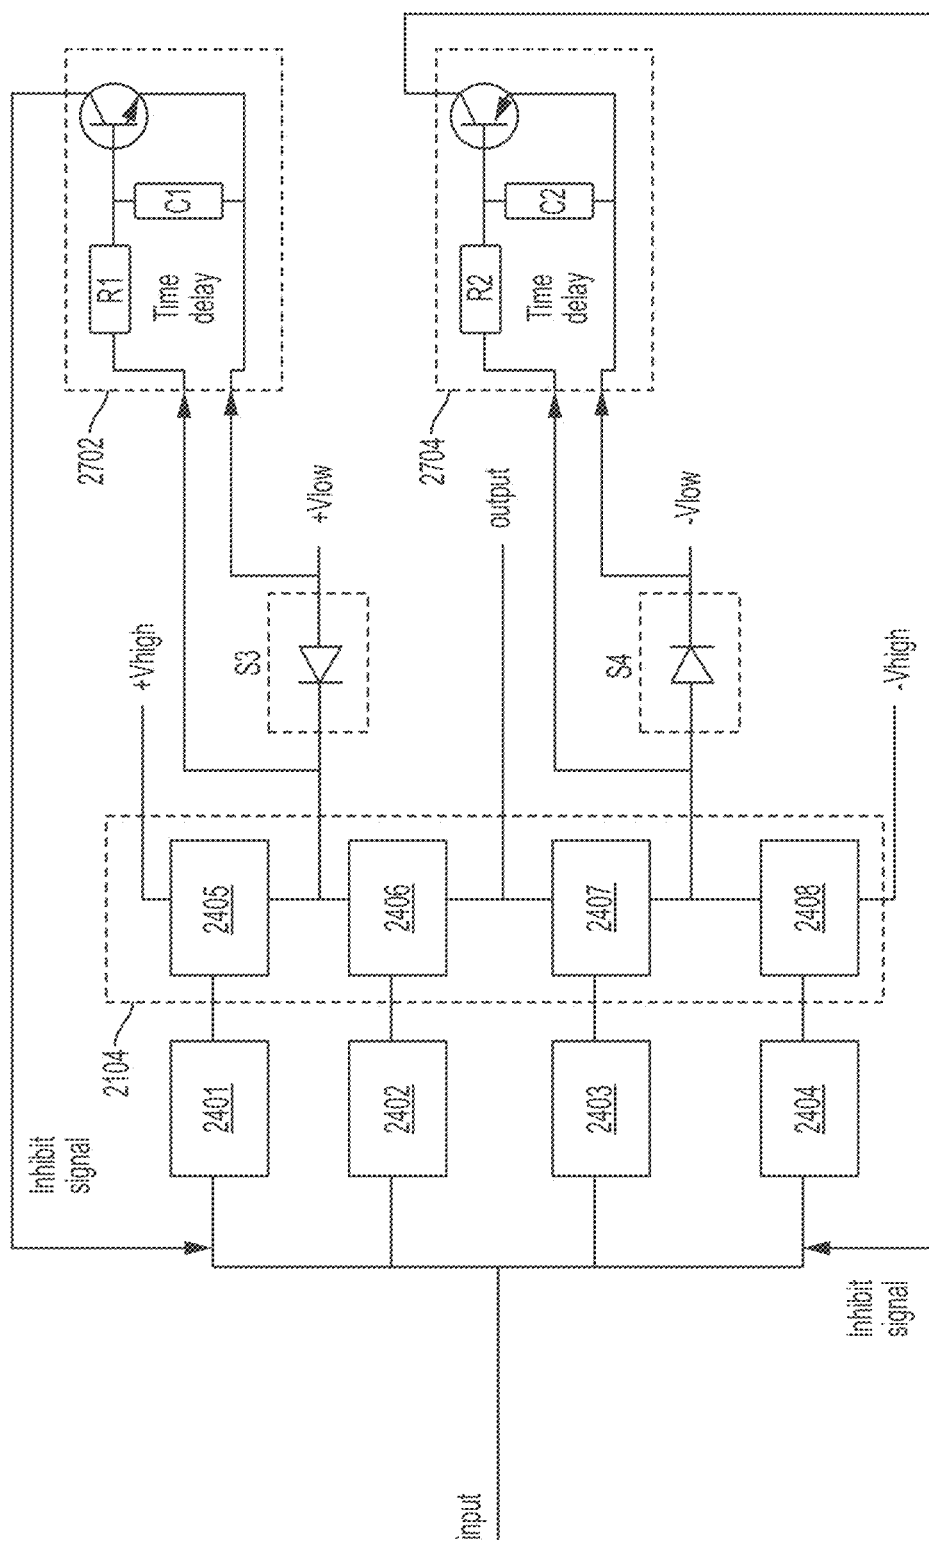 Inhibit
signal
2104
+Vhigh
2702
R1
C1
Time
delay
S3
+Vlow
2401
2405
2402
2406
input
output
2704
R2
C2
Time
delay
S4
-Vlow
2403
2407
2404
2408
-Vhigh
Inhibit
signal